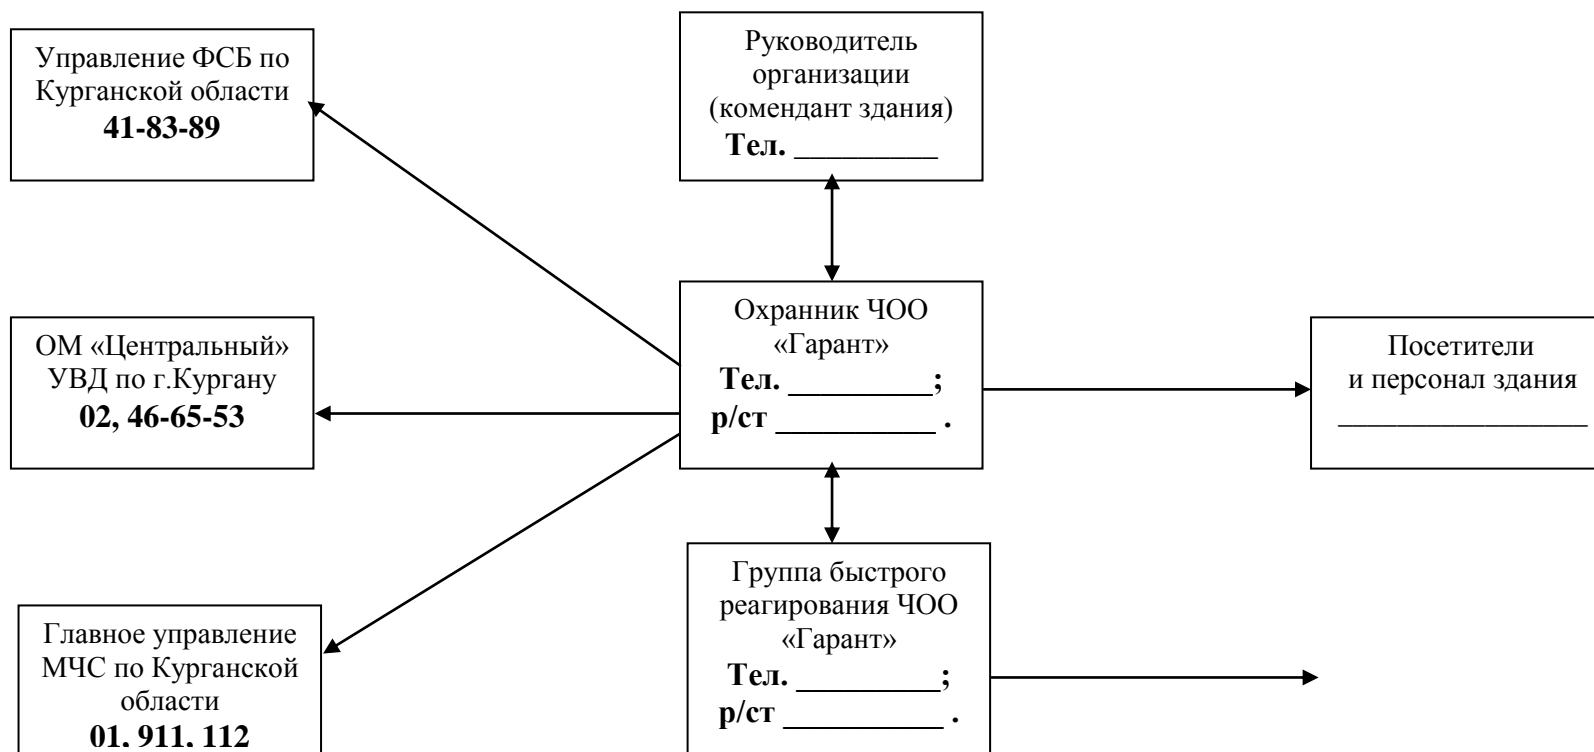 Управление ФСБ по
Курганской области
41-83-89
Руководитель
организации
(комендант здания)
Тел. _________
ОМ «Центральный»
УВД по г.Кургану
02, 46-65-53
Охранник ЧОО
«Гарант»
Тел. _________;
р/ст __________ .
Посетители
и персонал здания
_________________
Главное управление
МЧС по Курганской
области
01, 911, 112
Группа быстрого
реагирования ЧОО
«Гарант»
Тел. _________;
р/ст __________ .